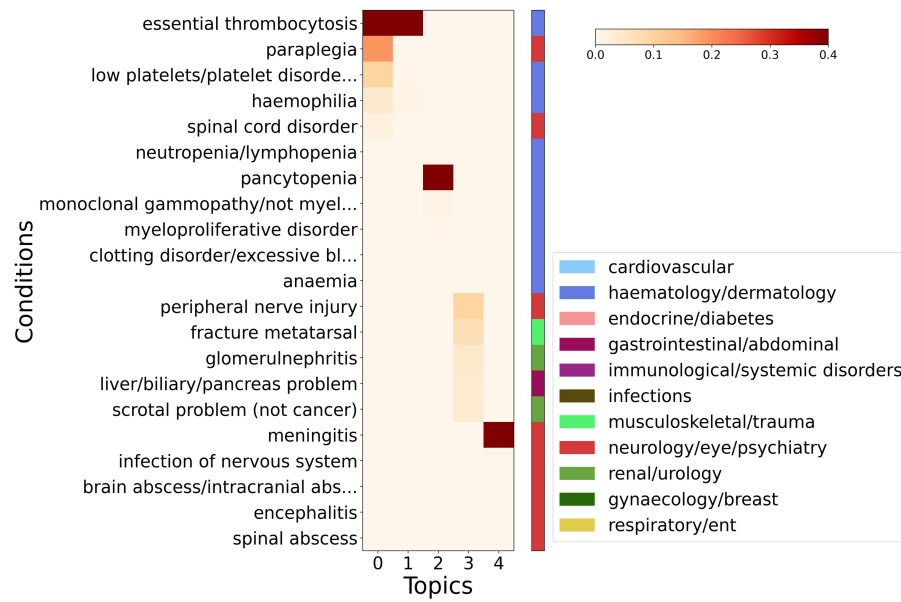 essential thrombocytosis
paraplegia
low platelets/platelet disorde...
haemophilia
spinal cord disorder
neutropenia/lymphopenia
pancytopenia
monoclonal gammopathy/not myel...
myeloproliferative disorder
clotting disorder/excessive bl...
anaemia
peripheral nerve injury
fracture metatarsal
glomerulnephritis
liver/biliary/pancreas problem
scrotal problem (not cancer)
meningitis
infection of nervous system
brain abscess/intracranial abs...
encephalitis
spinal abscess
Conditions
0 1 2 3 4
Topics
0.0 0.1 0.2 0.3 0.4
cardiovascular
haematology/dermatology
endocrine/diabetes
gastrointestinal/abdominal
immunological/systemic disorders
infections
musculoskeletal/trauma
neurology/eye/psychiatry
renal/urology
gynaecology/breast
respiratory/ent